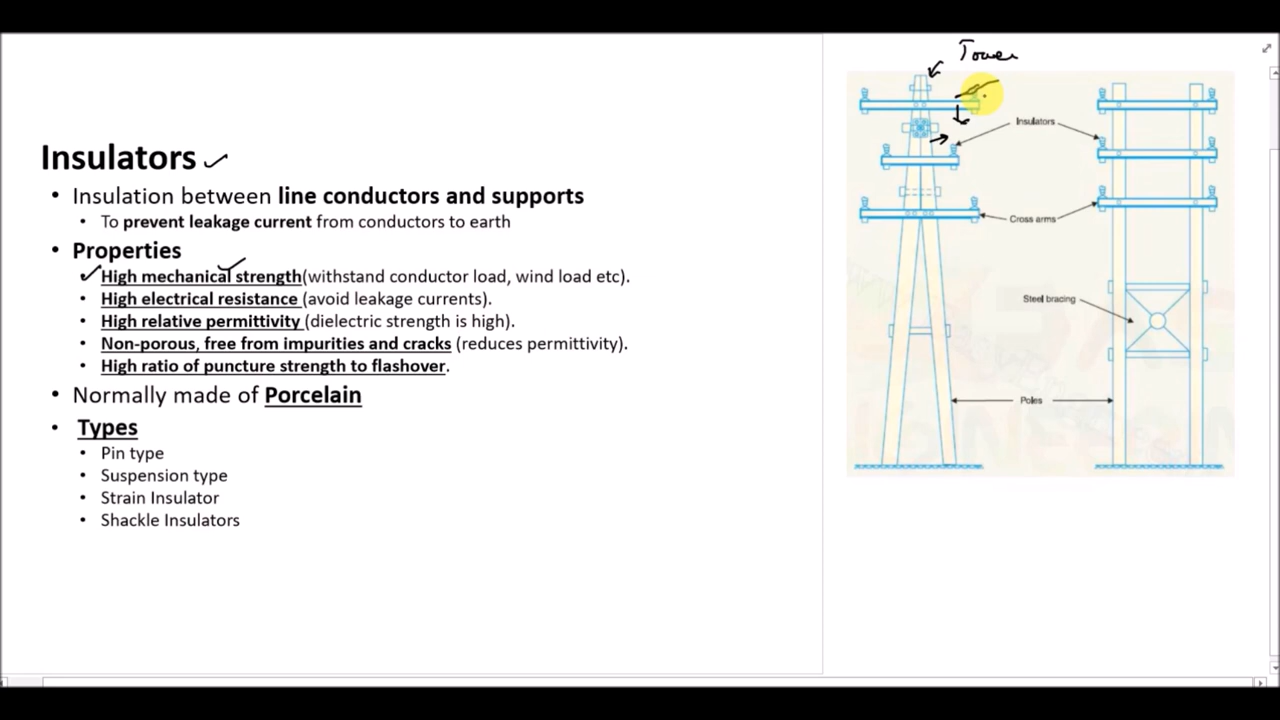 Insulators
• Insulation between line conductors and supports
• To prevent leakage current from conductors to earth
• Properties
• High mechanical strength(withstand conductor load, wind load etc).
• High electrical resistance (avoid leakage currents).
• High relative permittivity (dielectric strength is high).
• Non-porous, free from impurities and cracks (reduces permittivity).
• High ratio of puncture strength to flashover.
• Normally made of Porcelain
• Types
• Pin type
• Suspension type
• Strain Insulator
• Shackle Insulators
Tower
Insulators
Cross arms
Steel bracing
Poles